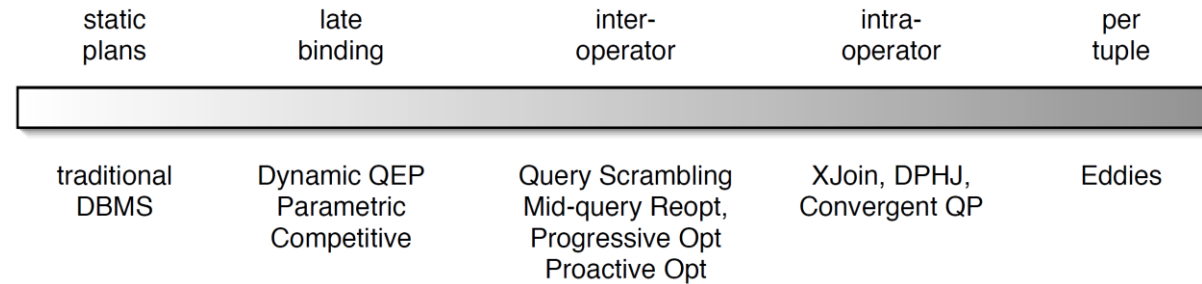 static
plans
late
binding
inter-
operator
intra-
operator
per
tuple
traditional
DBMS
Dynamic QEP
Parametric
Competitive
Query Scrambling
Mid-query Reopt,
Progressive Opt
Proactive Opt
XJoin, DPHJ,
Convergent QP
Eddies